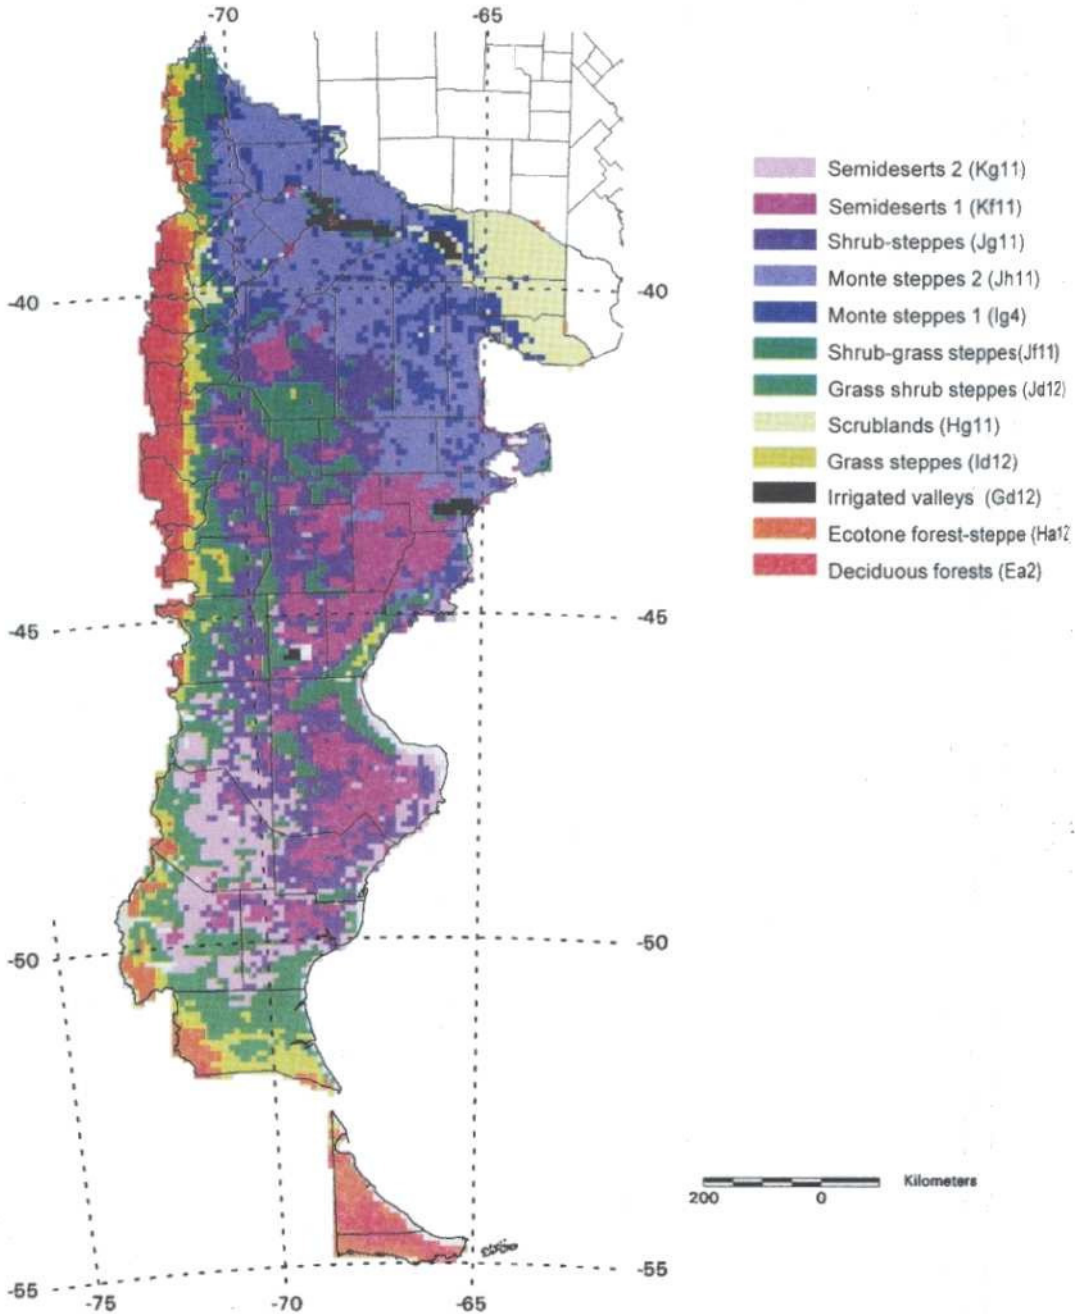 -70 -65
Semideserts 2 (Kg11)
Semideserts 1 (Kf11)
Shrub-steppes (Jg11)
Monte steppes 2 (Jh11)
Monte steppes 1 (Ig4)
Shrub-grass steppes(Jf11)
Grass shrub steppes (Jd12)
Scrublands (Hg11)
Grass steppes (Id12)
Irrigated valleys (Gd12)
Ecotone forest-steppe (Ha12
Deciduous forests (Ea2)
-40 -40
-45 -45
-50 -50
200 0 Kilometers
-55 -55
-75 -70 -65